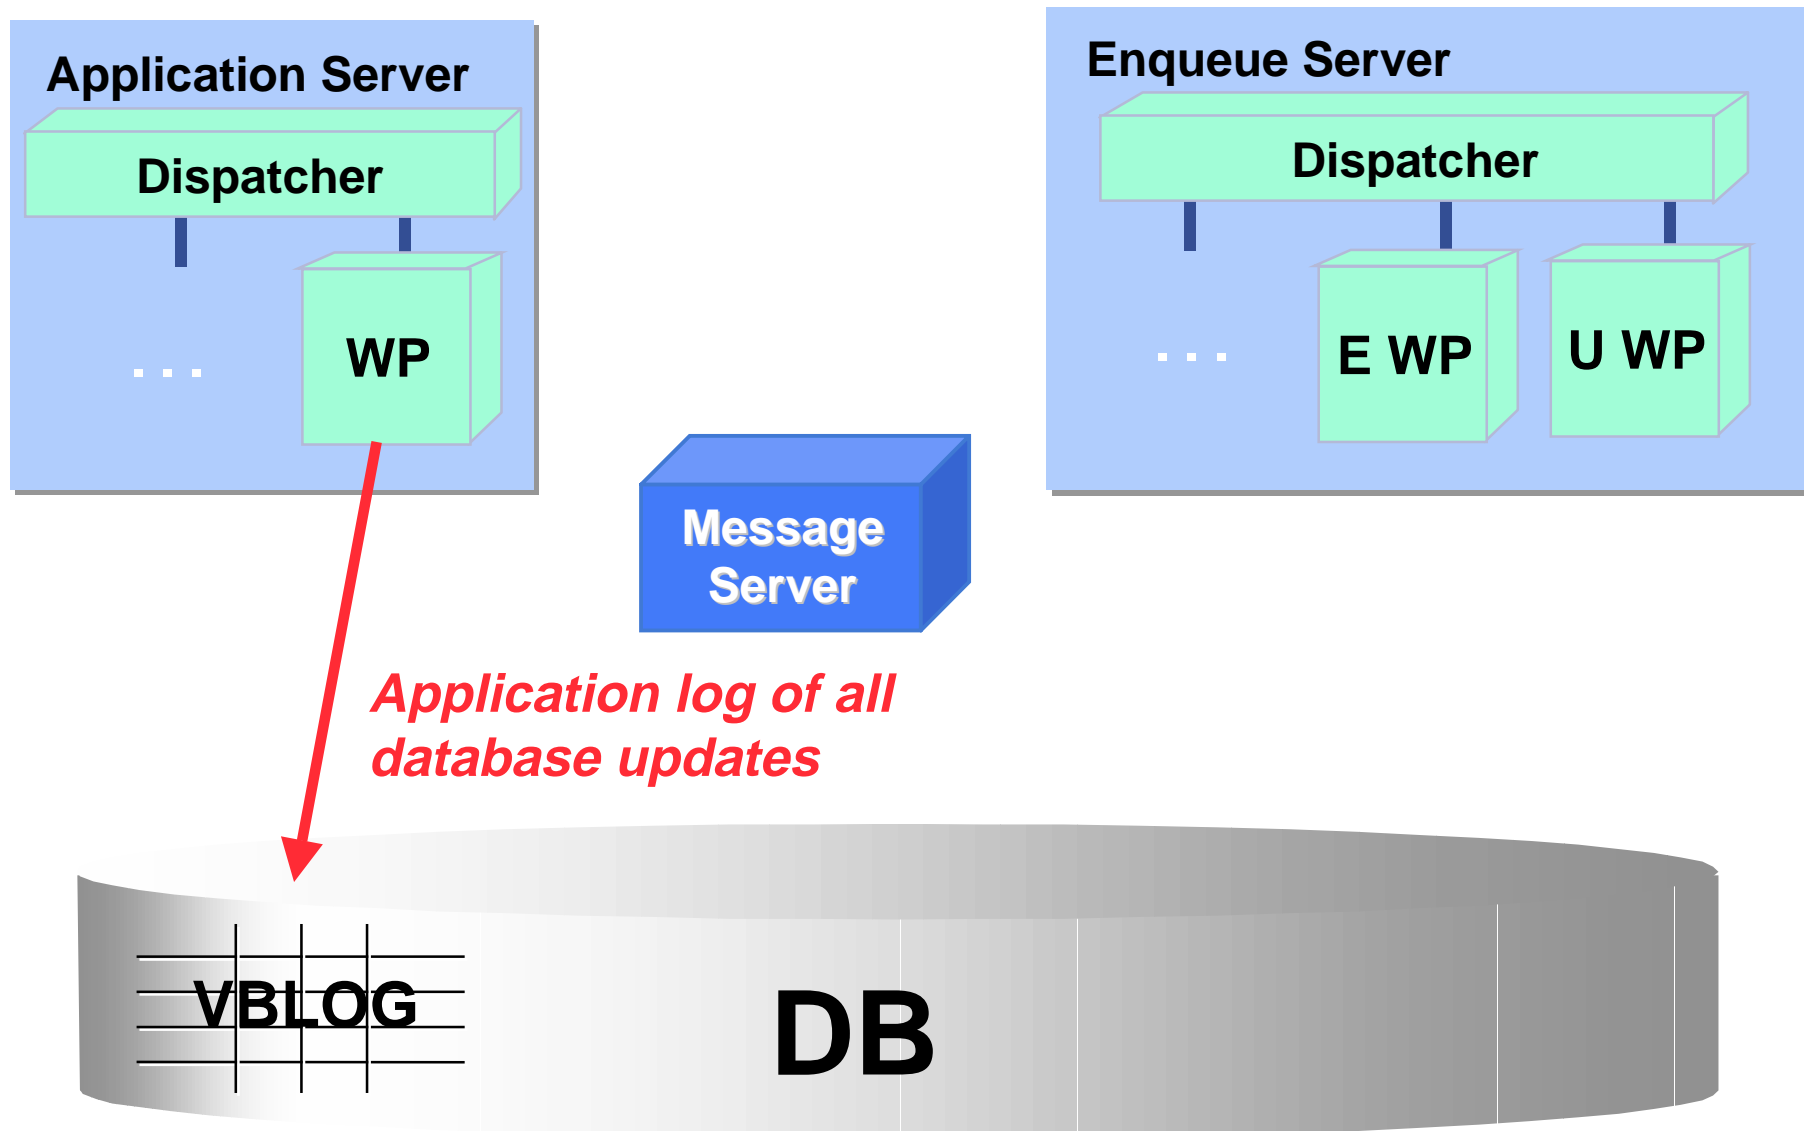 Application Server
Dispatcher
. . .
WP
Enqueue Server
Dispatcher
. . .
E WP
U WP
Message
Server
Application log of all
database updates
VBLOG
DB